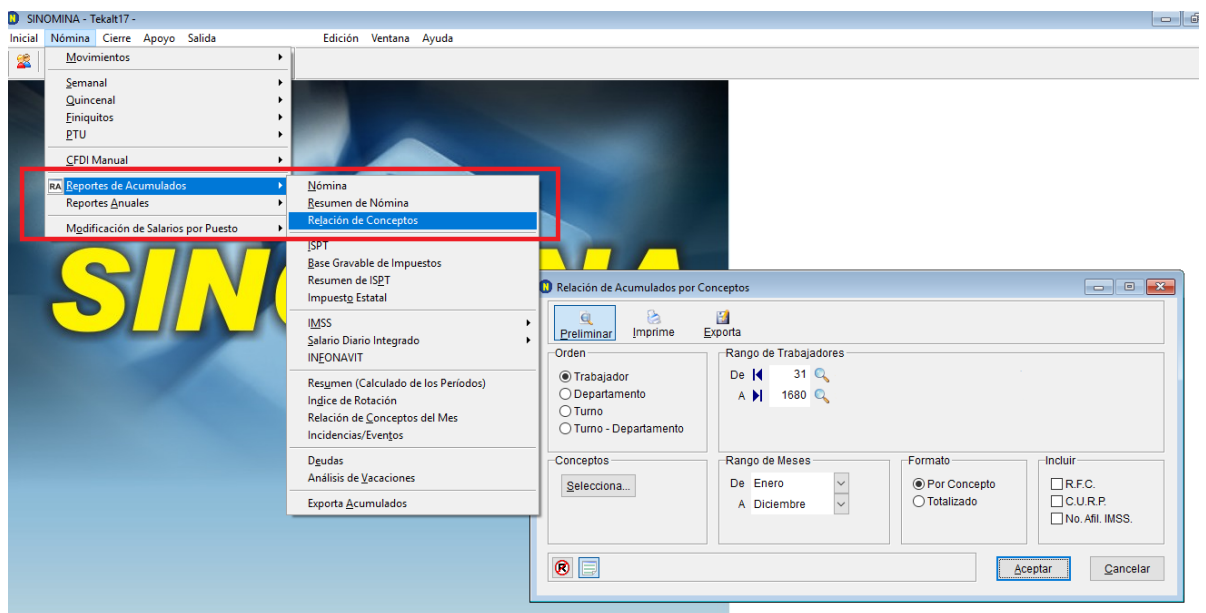 SINOMINA - Tekalt17 -
Inicial Nómina Cierre Apoyo Salida Edición Ventana Ayuda
Movimientos
Semanal
Quincenal
Finiquitos
PTU
CFDI Manual
RA Reportes de Acumulados
Reportes Anuales
Modificación de Salarios por Puesto
Nómina
Resumen de Nómina
Relación de Conceptos
ISPT
Base Gravable de Impuestos
Resumen de ISPT
Impuesto Estatal
IMSS
Salario Diario Integrado
INFONAVIT
Resumen (Calculado de los Períodos)
Indice de Rotación
Relación de Conceptos del Mes
Incidencias/Eventos
Deudas
Análisis de Vacaciones
Exporta Acumulados
SIN
Relación de Acumulados por Conceptos
Preliminar Imprime Exporta
Orden
Trabajador
Departamento
Turno
Turno - Departamento
Rango de Trabajadores
De 31
A 1680
Conceptos
Selecciona...
Rango de Meses
De Enero
A Diciembre
Formato
Por Concepto
Totalizado
Incluir
R.F.C.
C.U.R.P.
No. Afil. IMSS.
Aceptar Cancelar